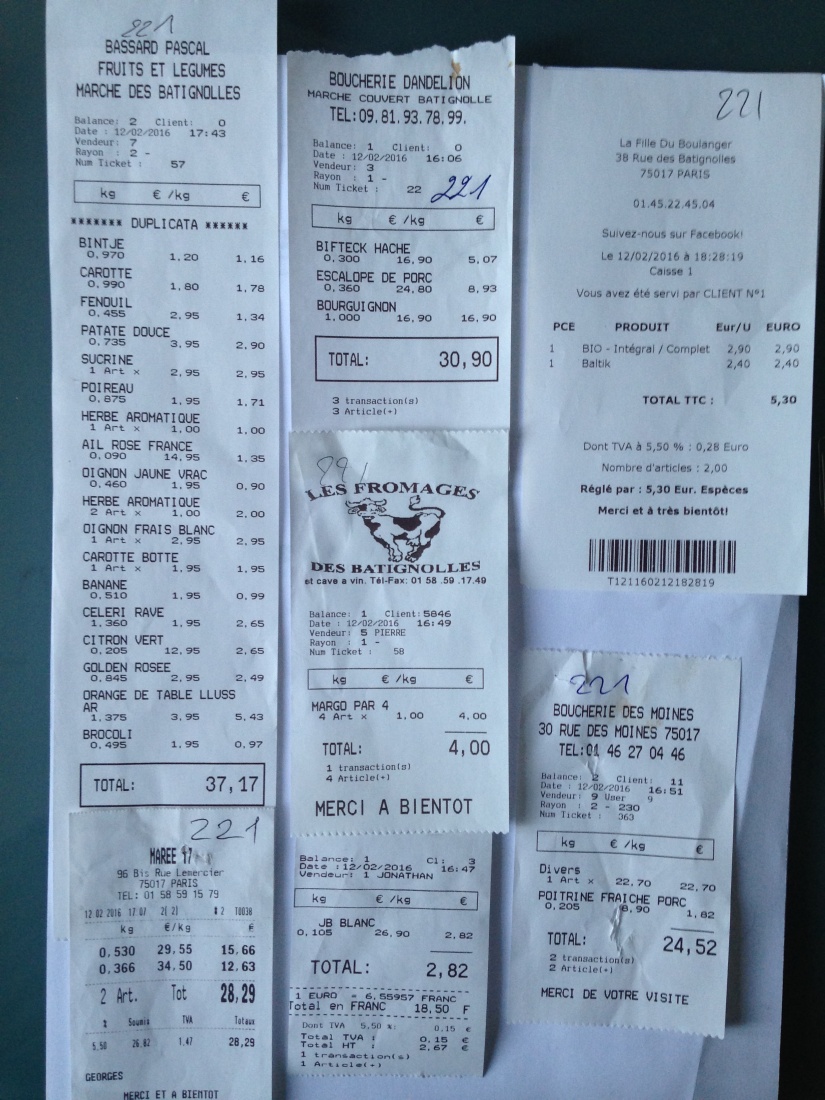 221
BASSARD PASCAL
FRUITS ET LEGUMES
MARCHE DES BATIGNOLLES
Balance: 2 Client: 0
Date : 12/02/2016 17:43
Vendeur: 7
Rayon : 2 -
Num Ticket : 57
kg € /kg €
******* DUPLICATA ******
BINTJE
0,970 1,20 1,16
CAROTTE
0,990 1,80 1,78
FENOUIL
0,455 2,95 1,34
PATATE DOUCE
0,735 3,95 2,90
SUCRINE
1 Art x 2,95 2,95
POIREAU
0,875 1,95 1,71
HERBE AROMATIQUE
1 Art x 1,00 1,00
AIL ROSE FRANCE
0,090 14,95 1,35
OIGNON JAUNE VRAC
0,460 1,95 0,90
HERBE AROMATIQUE
2 Art x 1,00 2,00
OIGNON FRAIS BLANC
1 Art x 2,95 2,95
CAROTTE BOTTE
1 Art x 1,95 1,95
BANANE
0,510 1,95 0,99
CELERI RAVE
1,360 1,95 2,65
CITRON VERT
0,205 12,95 2,65
GOLDEN ROSEE
0,845 2,95 2,49
ORANGE DE TABLE LLUSS
AR
1,375 3,95 5,43
BROCOLI
0,495 1,95 0,97
TOTAL: 37,17
221
MAREE 17
96 Bis Rue Lemercier
75017 PARIS
TEL: 01 58 59 15 79
12.02.2016 17.07 2[ 2] # 2 T0038
kg €/kg €
0,530 29,55 15,66
0,366 34,50 12,63
2 Art. Tot 28,29
% Soumis TVA Totaux
5,50 26,82 1,47 28,29
GEORGES
MERCI ET A BIENTOT
BOUCHERIE DANDELION
MARCHE COUVERT BATIGNOLLE
TEL:09.81.93.78.99.
Balance: 1 Client: 0
Date : 12/02/2016 16:06
Vendeur: 3
Rayon : 1 -
Num Ticket : 22
221
kg € /kg €
BIFTECK HACHE
0,300 16,90 5,07
ESCALOPE DE PORC
0,360 24,80 8,93
BOURGUIGNON
1,000 16,90 16,90
TOTAL: 30,90
3 transaction(s)
3 Article(+)
221
LES FROMAGES
DES BATIGNOLLES
et cave a vin. Tél-Fax: 01 58 .59 .17.49
Balance: 1 Client:5846
Date : 12/02/2016 16:49
Vendeur: 5 PIERRE
Rayon : 1 -
Num Ticket : 58
kg € /kg €
MARGO PAR 4
4 Art x 1,00 4,00
TOTAL: 4,00
1 transaction(s)
4 Article(+)
MERCI A BIENTOT
Balance: 1 Cl: 3
Date :12/02/2016 16:47
Vendeur: 1 JONATHAN
kg € /kg €
JB BLANC
0,105 26,90 2,82
TOTAL: 2,82
1 EURO = 6,55957 FRANC
Total en FRANC 18,50 F
Dont TVA 5,50 %: 0,15 €
Total TVA : 0,15 €
Total HT : 2,67 €
1 transaction(s)
1 Article(+)
221
La Fille Du Boulanger
38 Rue des Batignolles
75017 PARIS
01.45.22.45.04
Suivez-nous sur Facebook!
Le 12/02/2016 à 18:28:19
Caisse 1
Vous avez été servi par CLIENT N°1
PCE PRODUIT Eur/U EURO
1 BIO - Intégral / Complet 2,90 2,90
1 Baltik 2,40 2,40
TOTAL TTC : 5,30
Dont TVA à 5,50 % : 0,28 Euro
Nombre d'articles : 2,00
Réglé par : 5,30 Eur. Espèces
Merci et à très bientôt!
T121160212182819
221
BOUCHERIE DES MOINES
30 RUE DES MOINES 75017
TEL:01 46 27 04 46
Balance: 2 Client: 11
Date : 12/02/2016 16:51
Vendeur: 9 User 9
Rayon : 2 - 230
Num Ticket : 363
kg € /kg €
Divers
1 Art x 22,70 22,70
POITRINE FRAICHE PORC
0,205 8,90 1,82
TOTAL: 24,52
2 transaction(s)
2 Article(+)
MERCI DE VOTRE VISITE